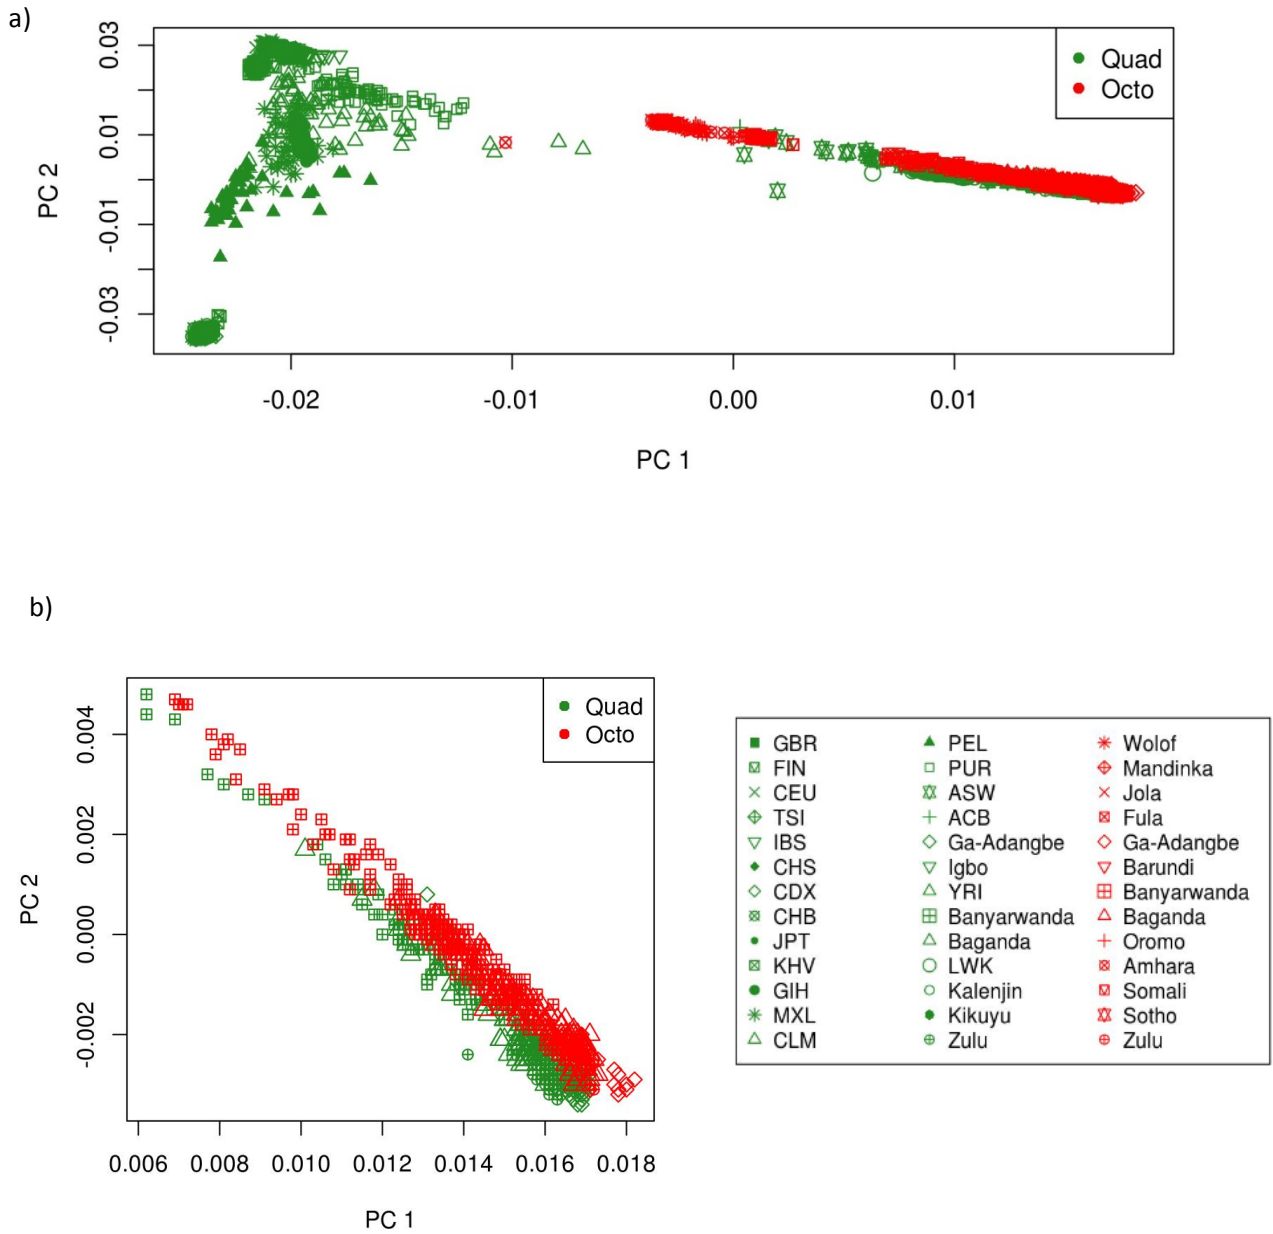 a)
0.03
0.01
-0.01
-0.03
PC 2
Quad
Octo
-0.02
-0.01
0.00
0.01
PC 1
b)
0.004
0.002
0.000
-0.002
PC 2
Quad
Octo
0.006
0.008
0.010
0.012
0.014
0.016
0.018
PC 1
GBR
FIN
CEU
TSI
IBS
CHS
CDX
CHB
JPT
KHV
GIH
MXL
CLM
PEL
PUR
ASW
ACB
Ga-Adangbe
Igbo
YRI
Banyarwanda
Baganda
LWK
Kalenjin
Kikuyu
Zulu
Wolof
Mandinka
Jola
Fula
Ga-Adangbe
Barundi
Banyarwanda
Baganda
Oromo
Amhara
Somali
Sotho
Zulu